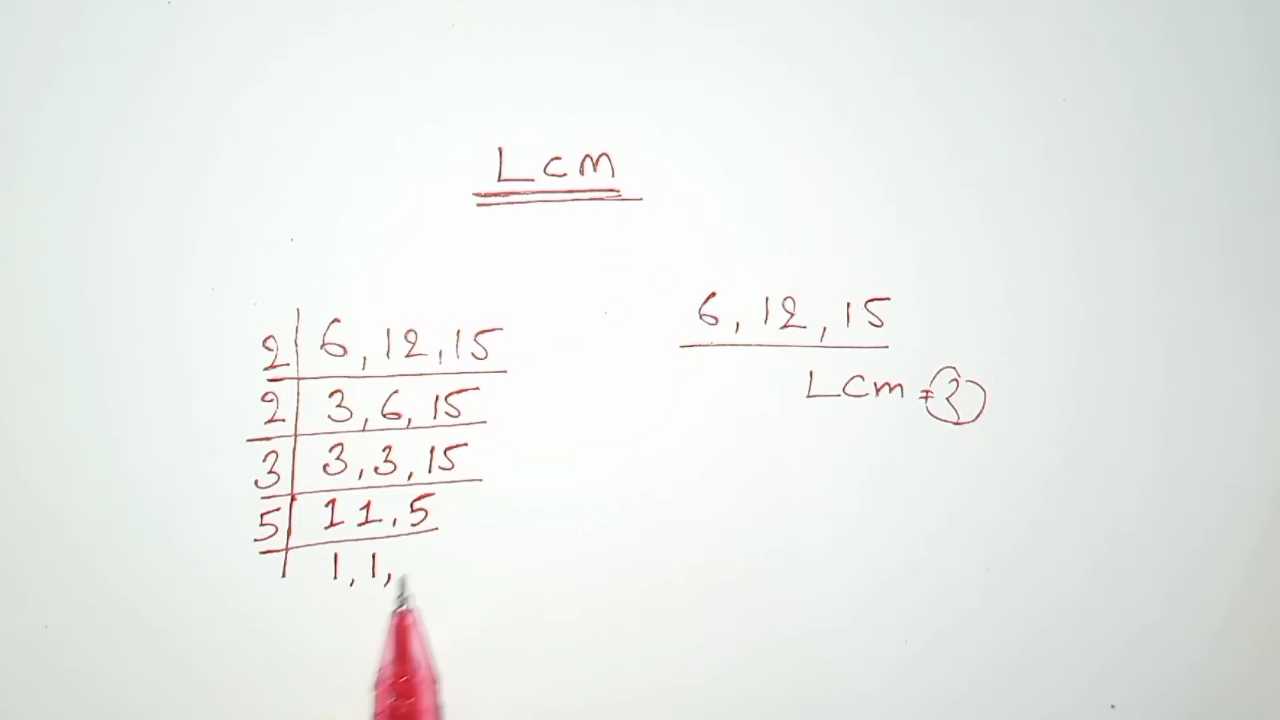 Lcm
2 6, 12, 15
2 3, 6, 15
3 3, 3, 15
5 1 1, 5
1, 1,
6, 12, 15
Lcm = ?